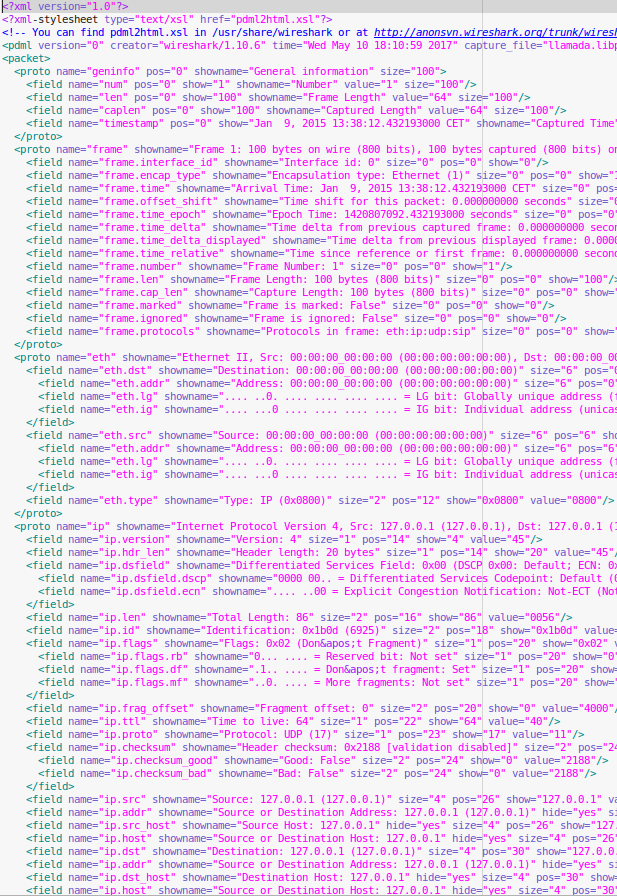 <?xml version="1.0"?>
<?xml-stylesheet type="text/xsl" href="pdml2html.xsl"?>
<!-- You can find pdml2html.xsl in /usr/share/wireshark or at http://anonsvn.wireshark.org/trunk/wiresh
<pdml version="0" creator="wireshark/1.10.6" time="Wed May 10 18:10:59 2017" capture_file="llamada.libp
<packet>
<proto name="geninfo" pos="0" showname="General information" size="100">
<field name="num" pos="0" show="1" showname="Number" value="1" size="100"/>
<field name="len" pos="0" show="100" showname="Frame Length" value="64" size="100"/>
<field name="caplen" pos="0" show="100" showname="Captured Length" value="64" size="100"/>
<field name="timestamp" pos="0" show="Jan  9, 2015 13:38:12.432193000 CET" showname="Captured Time"
</proto>
<proto name="frame" showname="Frame 1: 100 bytes on wire (800 bits), 100 bytes captured (800 bits) on
<field name="frame.interface_id" showname="Interface id: 0" size="0" pos="0" show="0"/>
<field name="frame.encap_type" showname="Encapsulation type: Ethernet (1)" size="0" pos="0" show="1
<field name="frame.time" showname="Arrival Time: Jan  9, 2015 13:38:12.432193000 CET" size="0" pos=
<field name="frame.offset_shift" showname="Time shift for this packet: 0.000000000 seconds" size="0
<field name="frame.time_epoch" showname="Epoch Time: 1420807092.432193000 seconds" size="0" pos="0"
<field name="frame.time_delta" showname="Time delta from previous captured frame: 0.000000000 secon
<field name="frame.time_delta_displayed" showname="Time delta from previous displayed frame: 0.0000
<field name="frame.time_relative" showname="Time since reference or first frame: 0.000000000 second
<field name="frame.number" showname="Frame Number: 1" size="0" pos="0" show="1"/>
<field name="frame.len" showname="Frame Length: 100 bytes (800 bits)" size="0" pos="0" show="100"/>
<field name="frame.cap_len" showname="Capture Length: 100 bytes (800 bits)" size="0" pos="0" show="
<field name="frame.marked" showname="Frame is marked: False" size="0" pos="0" show="0"/>
<field name="frame.ignored" showname="Frame is ignored: False" size="0" pos="0" show="0"/>
<field name="frame.protocols" showname="Protocols in frame: eth:ip:udp:sip" size="0" pos="0" show="
</proto>
<proto name="eth" showname="Ethernet II, Src: 00:00:00_00:00:00 (00:00:00:00:00:00), Dst: 00:00:00_00
<field name="eth.dst" showname="Destination: 00:00:00_00:00:00 (00:00:00:00:00:00)" size="6" pos="0"
<field name="eth.addr" showname="Address: 00:00:00_00:00:00 (00:00:00:00:00:00)" size="6" pos="0"
<field name="eth.lg" showname=".... ..0. .... .... .... .... = LG bit: Globally unique address (f
<field name="eth.ig" showname=".... ...0 .... .... .... .... = IG bit: Individual address (unicas
</field>
<field name="eth.src" showname="Source: 00:00:00_00:00:00 (00:00:00:00:00:00)" size="6" pos="6" sho
<field name="eth.addr" showname="Address: 00:00:00_00:00:00 (00:00:00:00:00:00)" size="6" pos="6"
<field name="eth.lg" showname=".... ..0. .... .... .... .... = LG bit: Globally unique address (f
<field name="eth.ig" showname=".... ...0 .... .... .... .... = IG bit: Individual address (unicas
</field>
<field name="eth.type" showname="Type: IP (0x0800)" size="2" pos="12" show="0x0800" value="0800"/>
</proto>
<proto name="ip" showname="Internet Protocol Version 4, Src: 127.0.0.1 (127.0.0.1), Dst: 127.0.0.1 (1
<field name="ip.version" showname="Version: 4" size="1" pos="14" show="4" value="45"/>
<field name="ip.hdr_len" showname="Header length: 20 bytes" size="1" pos="14" show="20" value="45"/
<field name="ip.dsfield" showname="Differentiated Services Field: 0x00 (DSCP 0x00: Default; ECN: 0x
<field name="ip.dsfield.dscp" showname="0000 00.. = Differentiated Services Codepoint: Default (0
<field name="ip.dsfield.ecn" showname=".... ..00 = Explicit Congestion Notification: Not-ECT (Not
</field>
<field name="ip.len" showname="Total Length: 86" size="2" pos="16" show="86" value="0056"/>
<field name="ip.id" showname="Identification: 0x1b0d (6925)" size="2" pos="18" show="0x1b0d" value=
<field name="ip.flags" showname="Flags: 0x02 (Don&apos;t Fragment)" size="1" pos="20" show="0x02" v
<field name="ip.flags.rb" showname="0... .... = Reserved bit: Not set" size="1" pos="20" show="0"
<field name="ip.flags.df" showname=".1.. .... = Don&apos;t fragment: Set" size="1" pos="20" show=
<field name="ip.flags.mf" showname="..0. .... = More fragments: Not set" size="1" pos="20" show="
</field>
<field name="ip.frag_offset" showname="Fragment offset: 0" size="2" pos="20" show="0" value="4000"/
<field name="ip.ttl" showname="Time to live: 64" size="1" pos="22" show="64" value="40"/>
<field name="ip.proto" showname="Protocol: UDP (17)" size="1" pos="23" show="17" value="11"/>
<field name="ip.checksum" showname="Header checksum: 0x2188 [validation disabled]" size="2" pos="24
<field name="ip.checksum_good" showname="Good: False" size="2" pos="24" show="0" value="2188"/>
<field name="ip.checksum_bad" showname="Bad: False" size="2" pos="24" show="0" value="2188"/>
</field>
<field name="ip.src" showname="Source: 127.0.0.1 (127.0.0.1)" size="4" pos="26" show="127.0.0.1" va
<field name="ip.addr" showname="Source or Destination Address: 127.0.0.1 (127.0.0.1)" hide="yes" si
<field name="ip.src_host" showname="Source Host: 127.0.0.1" hide="yes" size="4" pos="26" show="127.
<field name="ip.host" showname="Source or Destination Host: 127.0.0.1" hide="yes" size="4" pos="26"
<field name="ip.dst" showname="Destination: 127.0.0.1 (127.0.0.1)" size="4" pos="30" show="127.0.0
<field name="ip.addr" showname="Source or Destination Address: 127.0.0.1 (127.0.0.1)" hide="yes" si
<field name="ip.dst_host" showname="Destination Host: 127.0.0.1" hide="yes" size="4" pos="30" show=
<field name="ip.host" showname="Source or Destination Host: 127.0.0.1" hide="yes" size="4" pos="30"